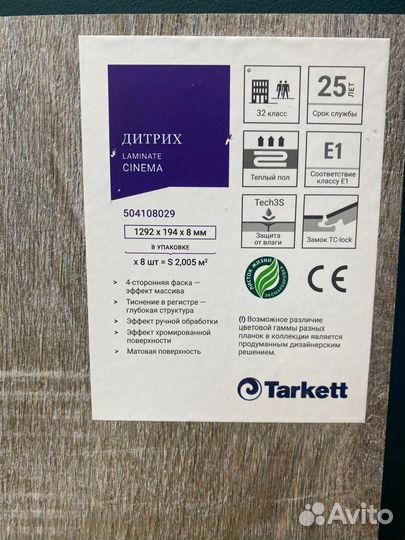 ДИТРИХ
LAMINATE
CINEMA
504108029
1292 x 194 x 8 мм
В УПАКОВКЕ
x 8 шт = S 2,005 м²
> 4-сторонняя фаска —
эффект массива
> Тиснение в регистре —
глубокая структура
> Эффект ручной обработки
> Эффект хромированной
поверхности
> Матовая поверхность
32 класс
25 ЛЕТ
Срок службы
Теплый пол
E1
Соответствие
классу E1
Tech3S
Защита
от влаги
Замок TC-lock
ЛИСТОК ЖИЗНИ
CE
(!) Возможное различие
цветовой гаммы разных
планок в коллекции является
продуманным дизайнерским
решением.
Tarkett
Avito